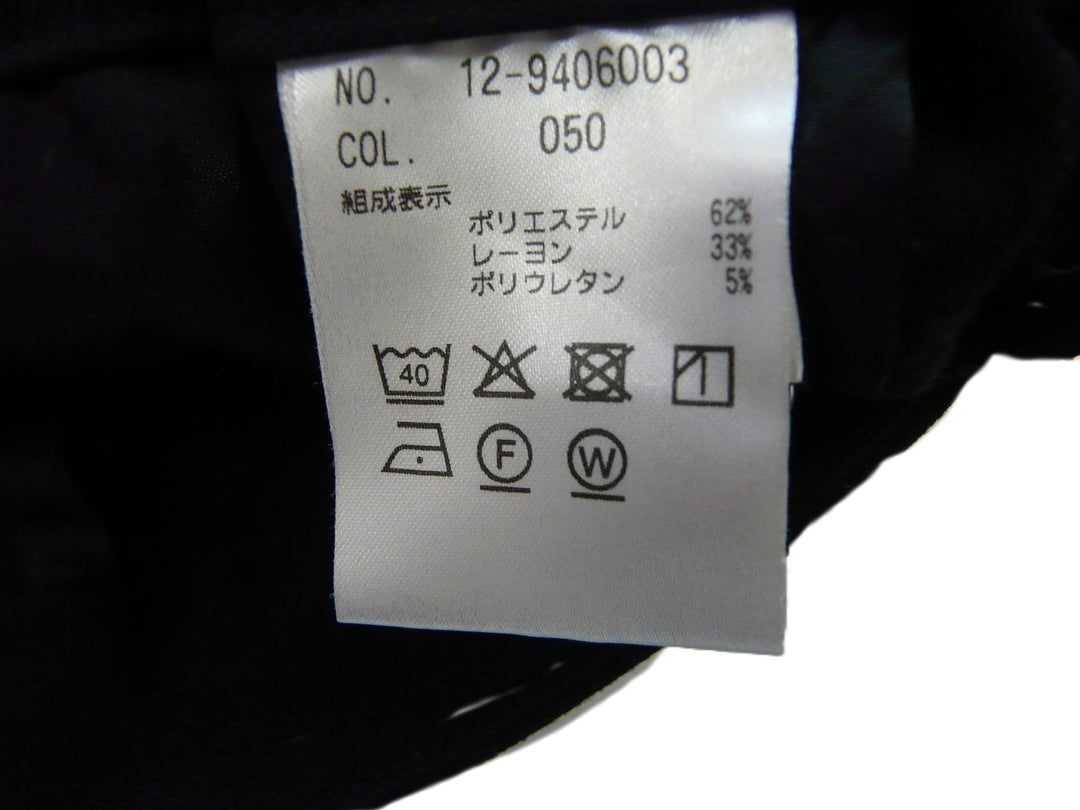 NO. 12-9406003
COL. 050
組成表示
ポリエステル 62%
レーヨン 33%
ポリウレタン 5%
40
F W